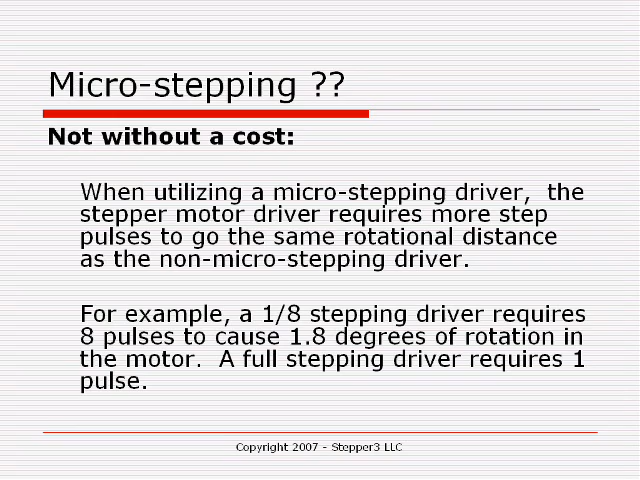 Micro-stepping ??
Not without a cost:
When utilizing a micro-stepping driver,  the
stepper motor driver requires more step
pulses to go the same rotational distance
as the non-micro-stepping driver.
For example, a 1/8 stepping driver requires
8 pulses to cause 1.8 degrees of rotation in
the motor.  A full stepping driver requires 1
pulse.
Copyright 2007 - Stepper3 LLC